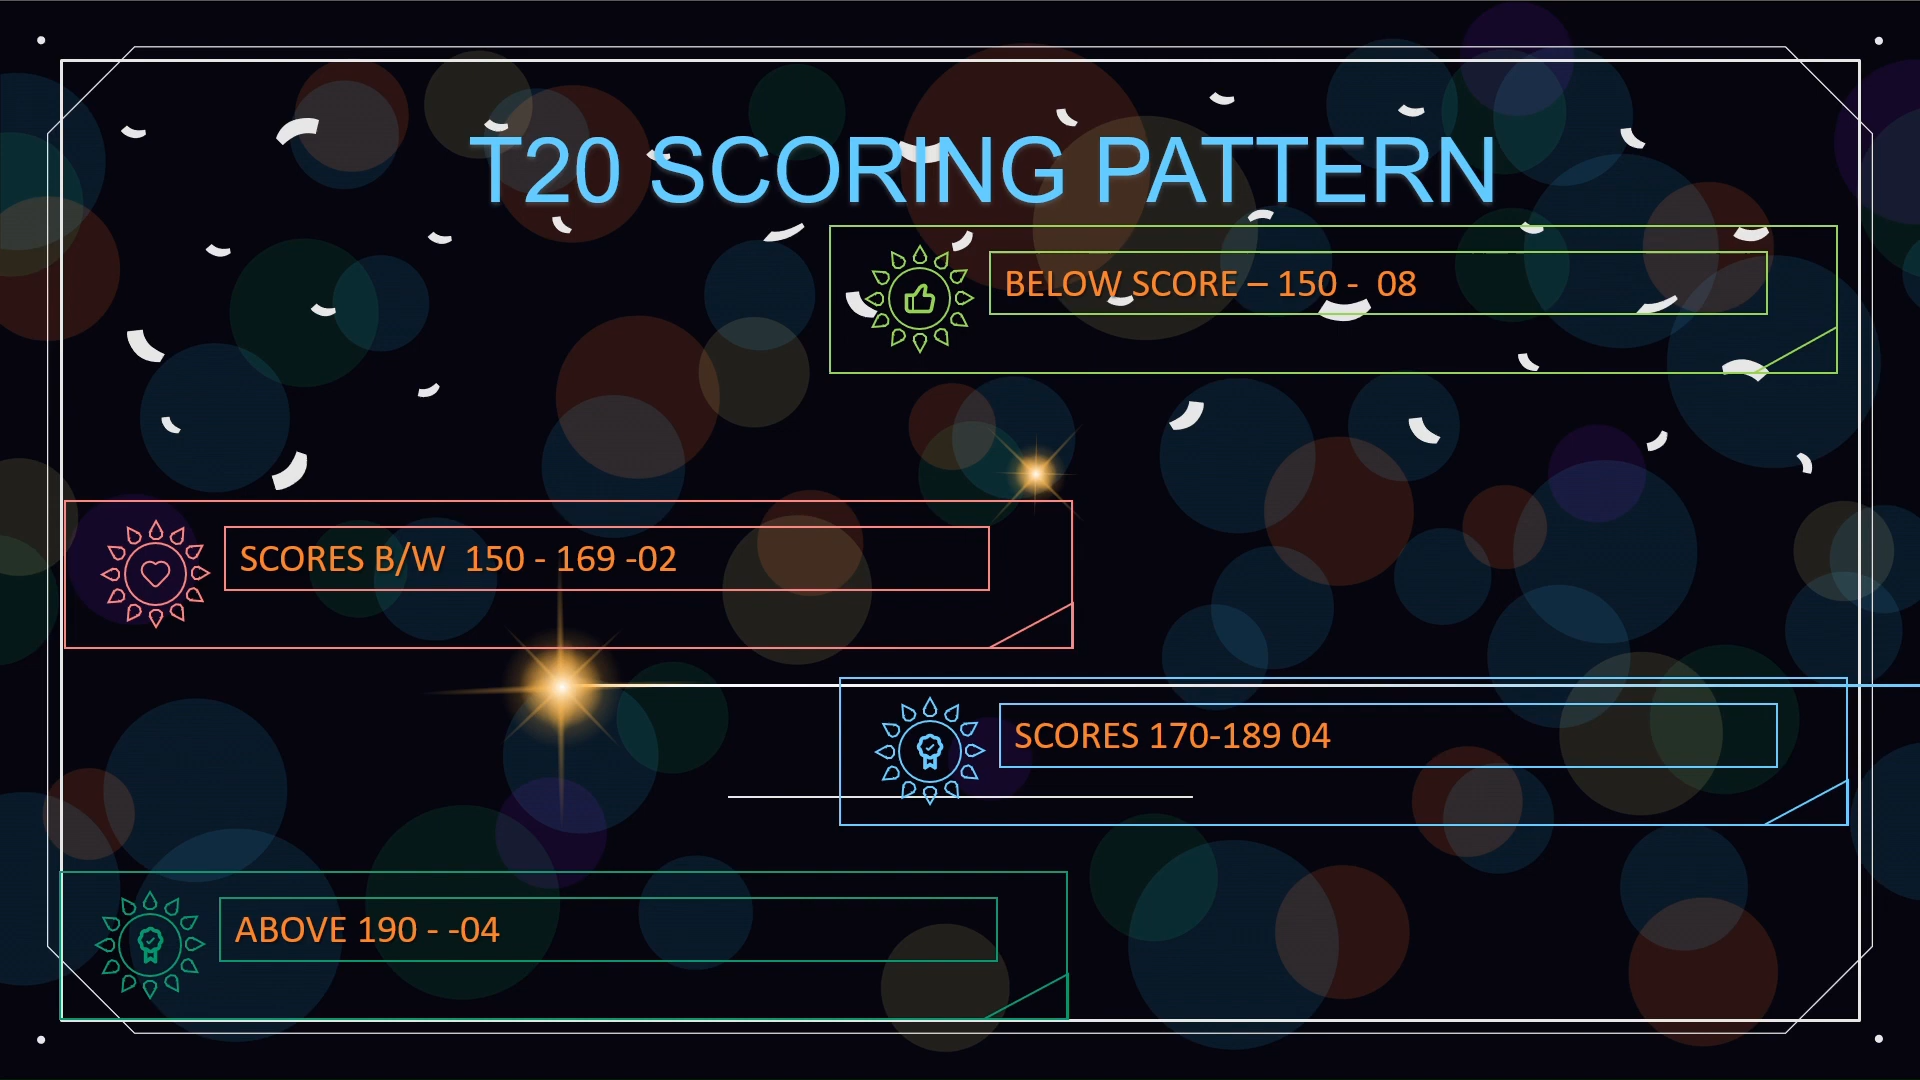 T20 SCORING PATTERN
BELOW SCORE – 150 -  08
SCORES B/W  150 - 169 -02
SCORES 170-189 04
ABOVE 190 - -04